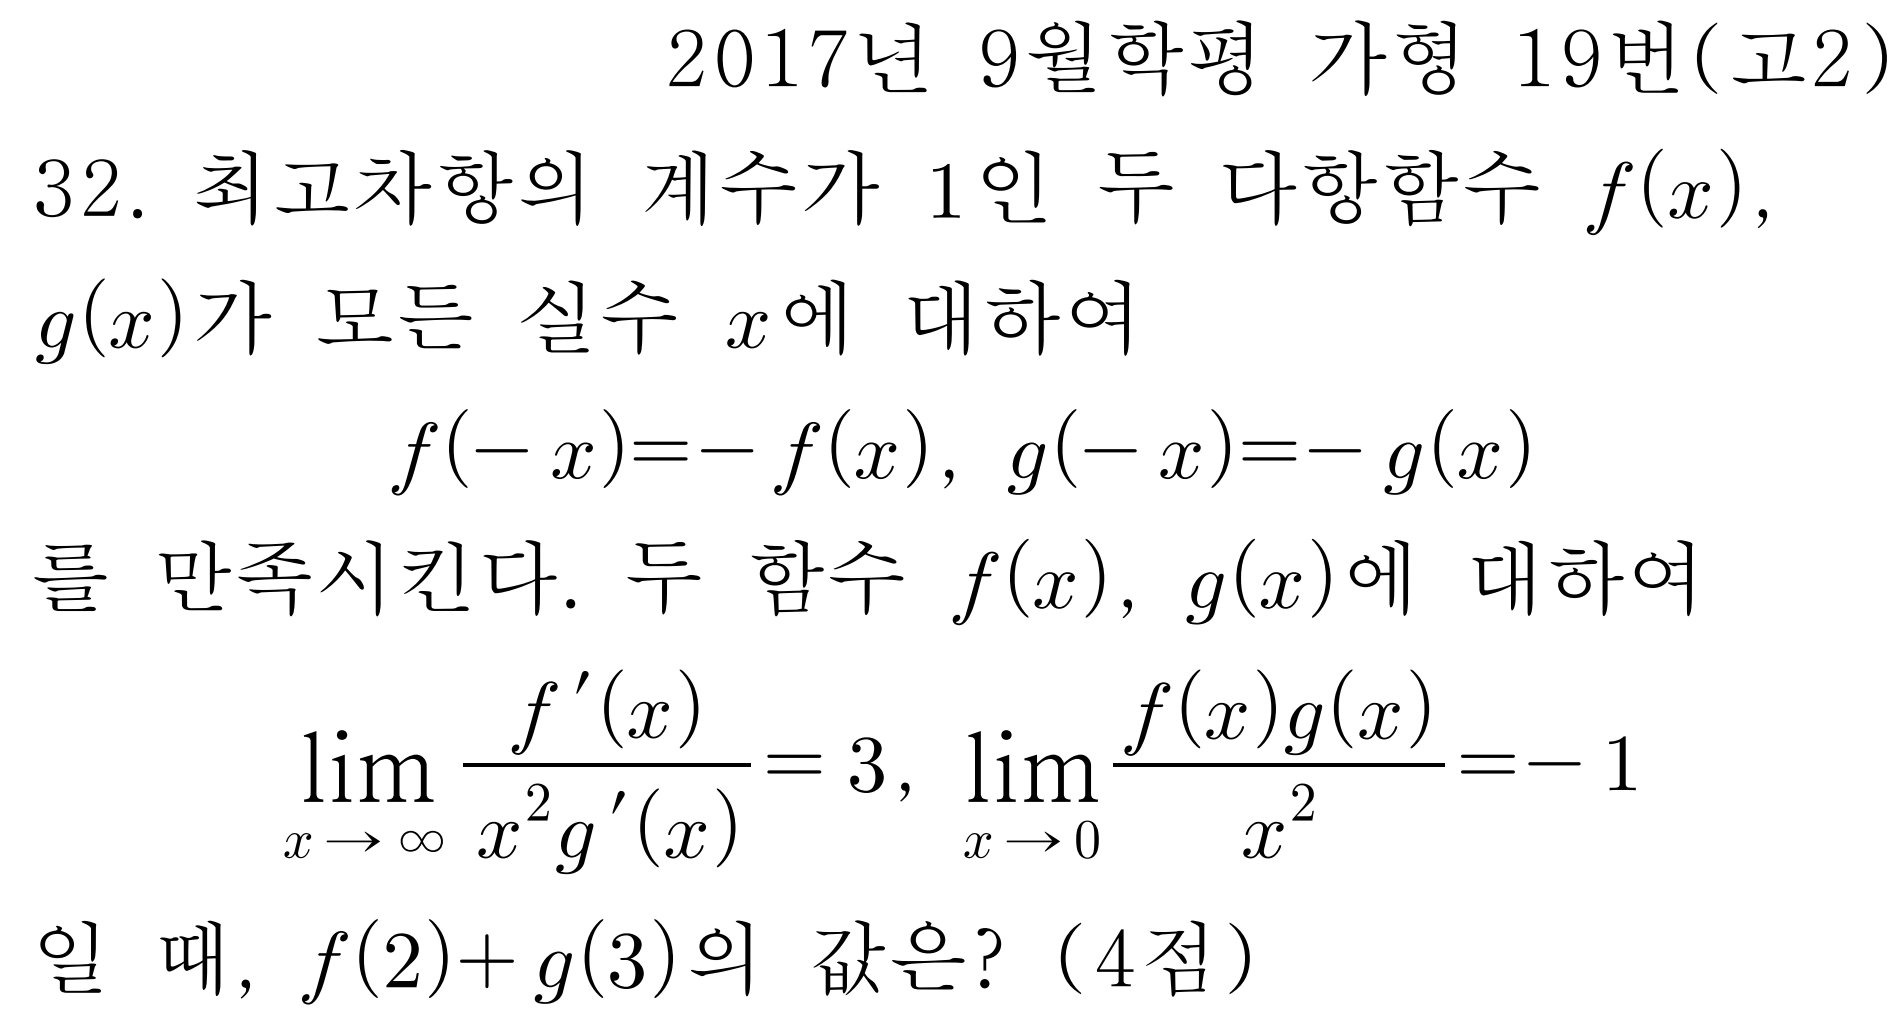 2017년 9월학평 가형 19번(고2)
32. 최고차항의 계수가 1인 두 다항함수 f(x),
g(x)가 모든 실수 x에 대하여
f(-x)=-f(x), g(-x)=-g(x)
를 만족시킨다. 두 함수 f(x), g(x)에 대하여
lim_{x→∞} f′(x)/(x²g′(x)) = 3, lim_{x→0} f(x)g(x)/x² = -1
일 때, f(2)+g(3)의 값은? (4점)